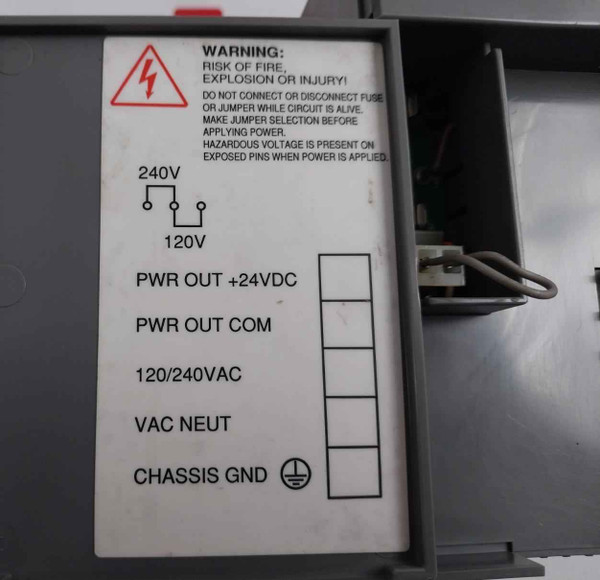 WARNING:
RISK OF FIRE,
EXPLOSION OR INJURY!
DO NOT CONNECT OR DISCONNECT FUSE
OR JUMPER WHILE CIRCUIT IS ALIVE.
MAKE JUMPER SELECTION BEFORE
APPLYING POWER.
HAZARDOUS VOLTAGE IS PRESENT ON
EXPOSED PINS WHEN POWER IS APPLIED.
240V
120V
PWR OUT +24VDC
PWR OUT COM
120/240VAC
VAC NEUT
CHASSIS GND